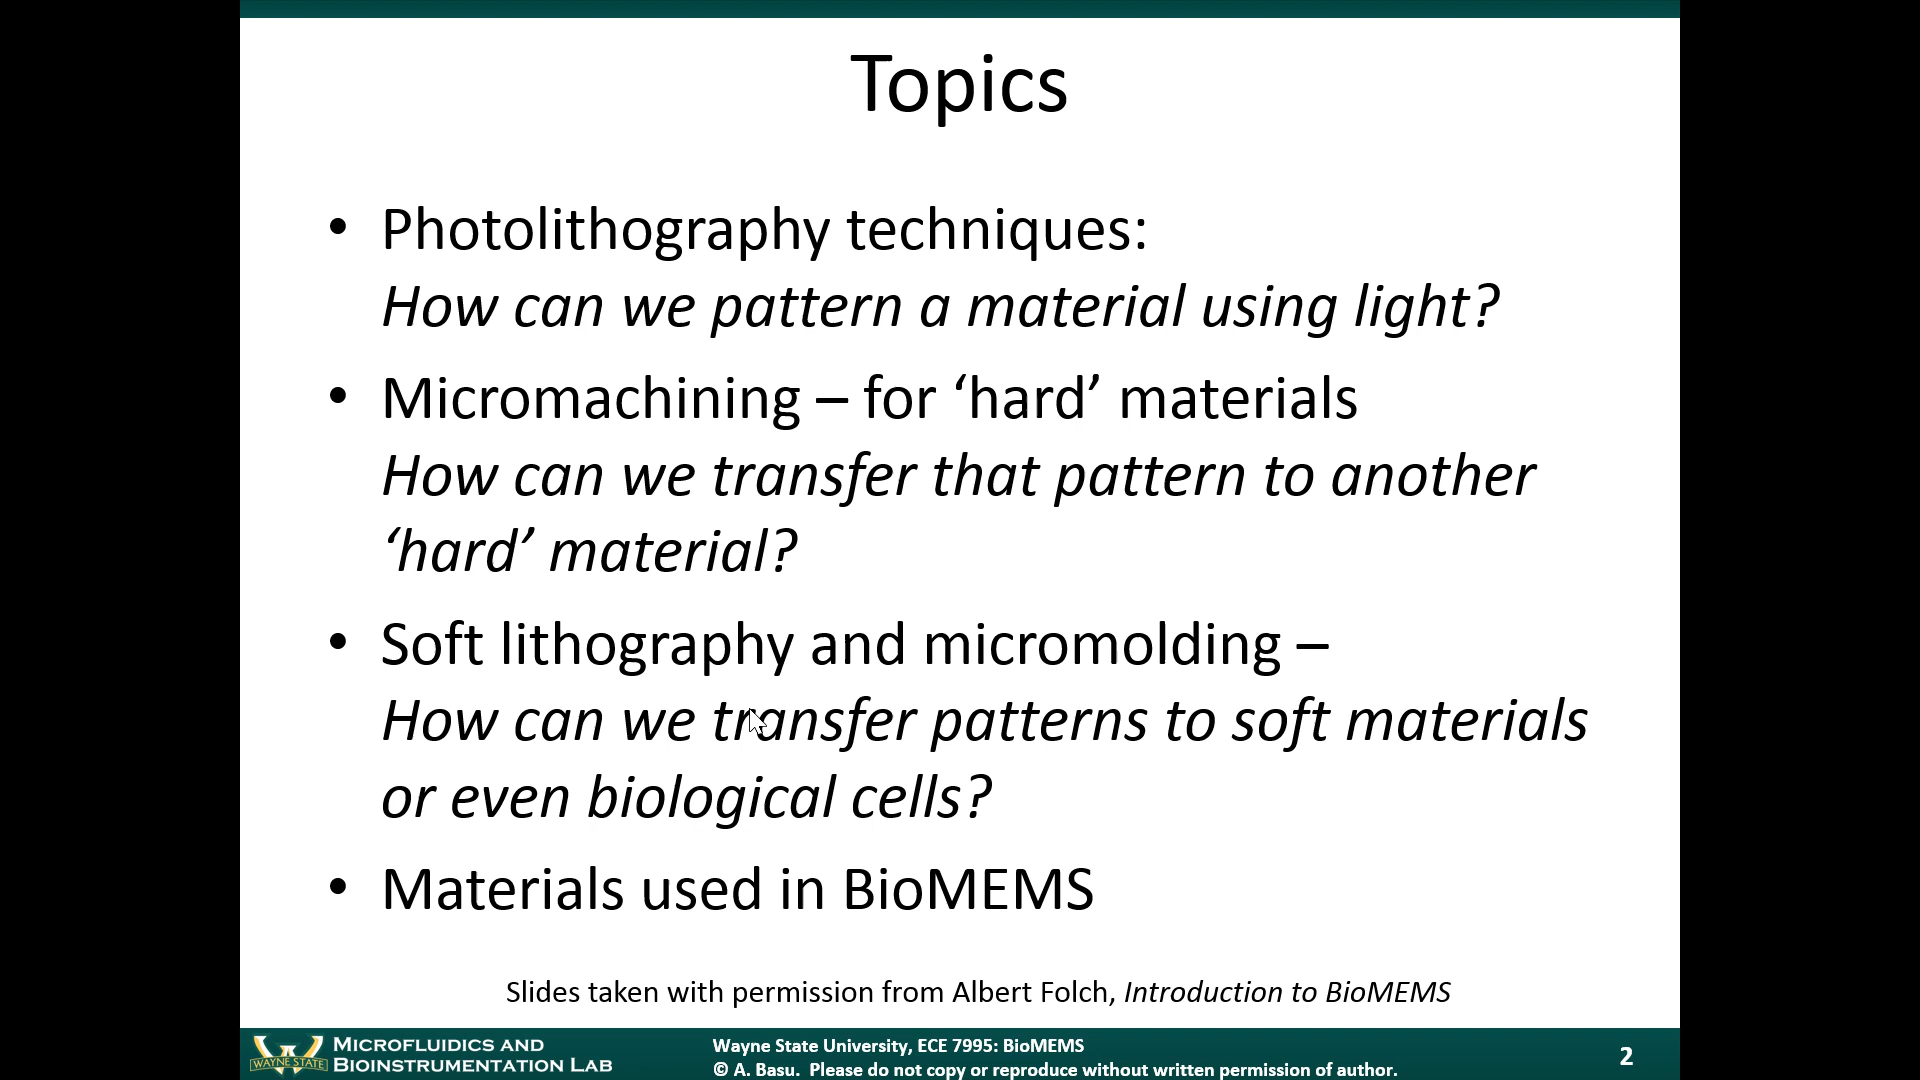 Topics
• Photolithography techniques:
How can we pattern a material using light?
• Micromachining – for ‘hard’ materials
How can we transfer that pattern to another
‘hard’ material?
• Soft lithography and micromolding –
How can we transfer patterns to soft materials
or even biological cells?
• Materials used in BioMEMS
Slides taken with permission from Albert Folch, Introduction to BioMEMS
WAYNE STATE
MICROFLUIDICS AND
BIOINSTRUMENTATION LAB
Wayne State University, ECE 7995: BioMEMS
© A. Basu.  Please do not copy or reproduce without written permission of author.
2